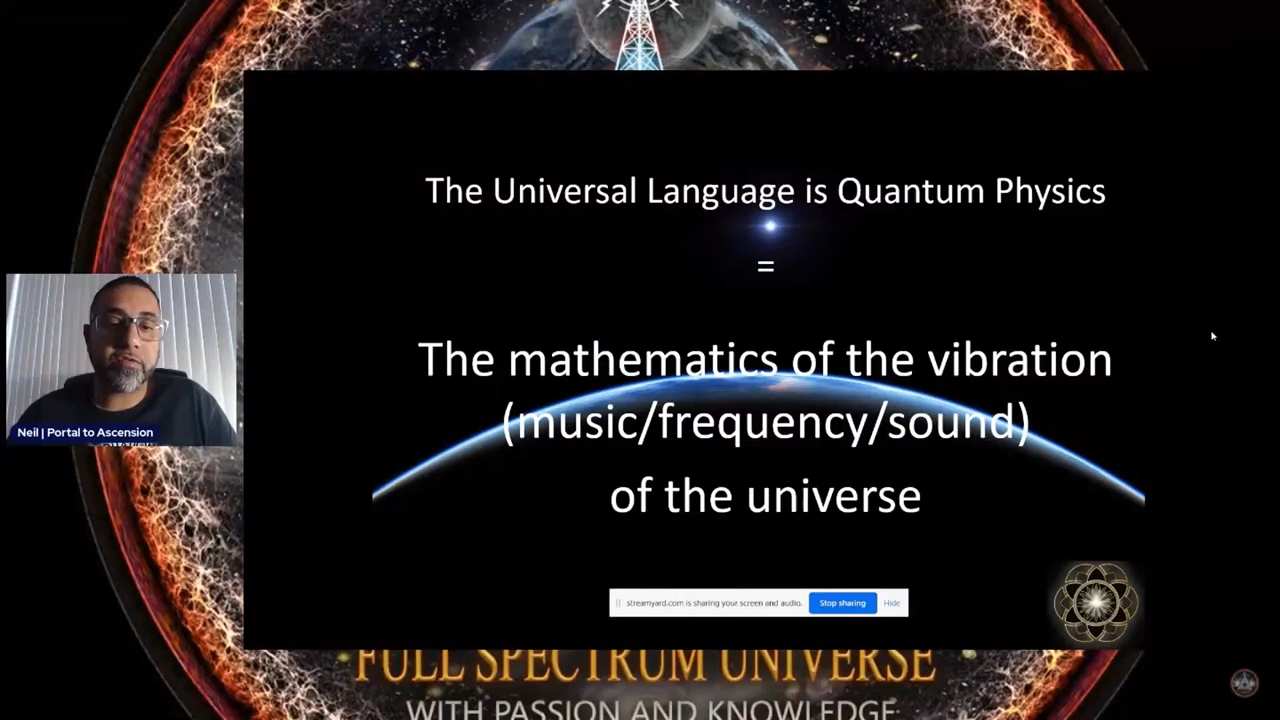 The Universal Language is Quantum Physics
=
The mathematics of the vibration
(music/frequency/sound)
of the universe
Neil | Portal to Ascension
streamyard.com is sharing your screen and audio.
Stop sharing
Hide
FULL SPECTRUM UNIVERSE
WITH PASSION AND KNOWLEDGE